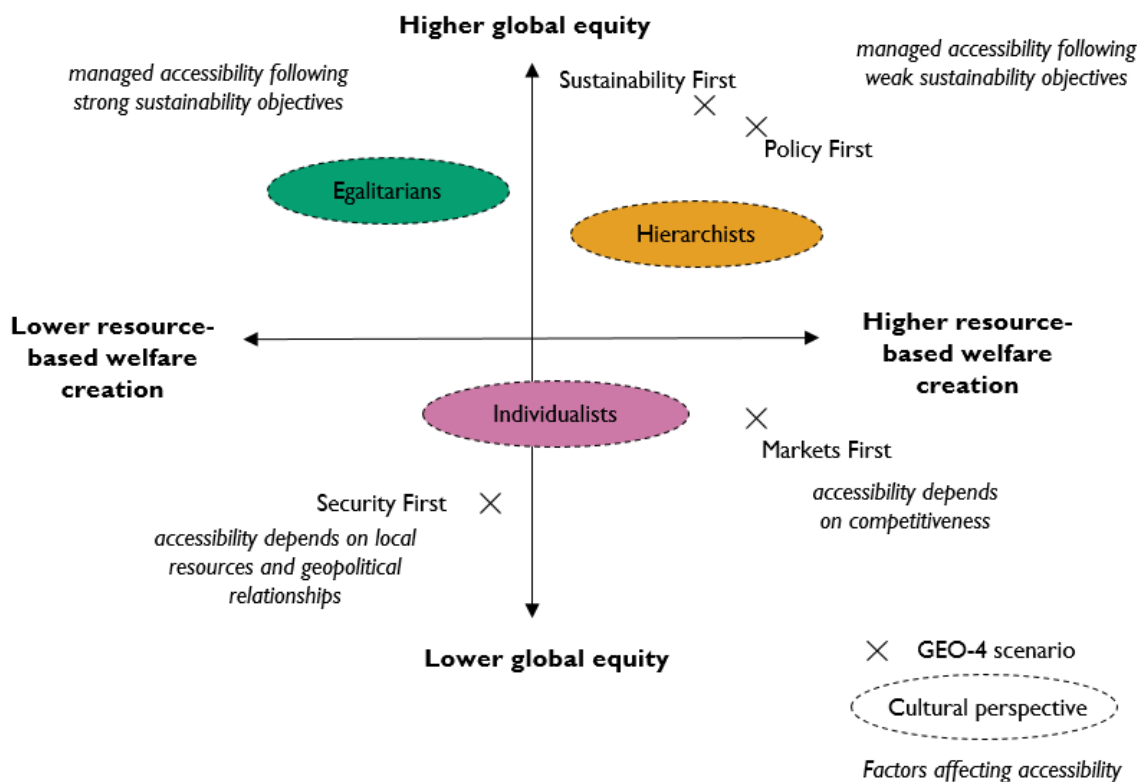 Higher global equity
managed accessibility following
strong sustainability objectives
managed accessibility following
weak sustainability objectives
Sustainability First
Policy First
Egalitarians
Hierarchists
Lower resource-
based welfare
creation
Higher resource-
based welfare
creation
Individualists
Markets First
accessibility depends
on competitiveness
Security First
accessibility depends on local
resources and geopolitical
relationships
Lower global equity
GEO-4 scenario
Cultural perspective
Factors affecting accessibility